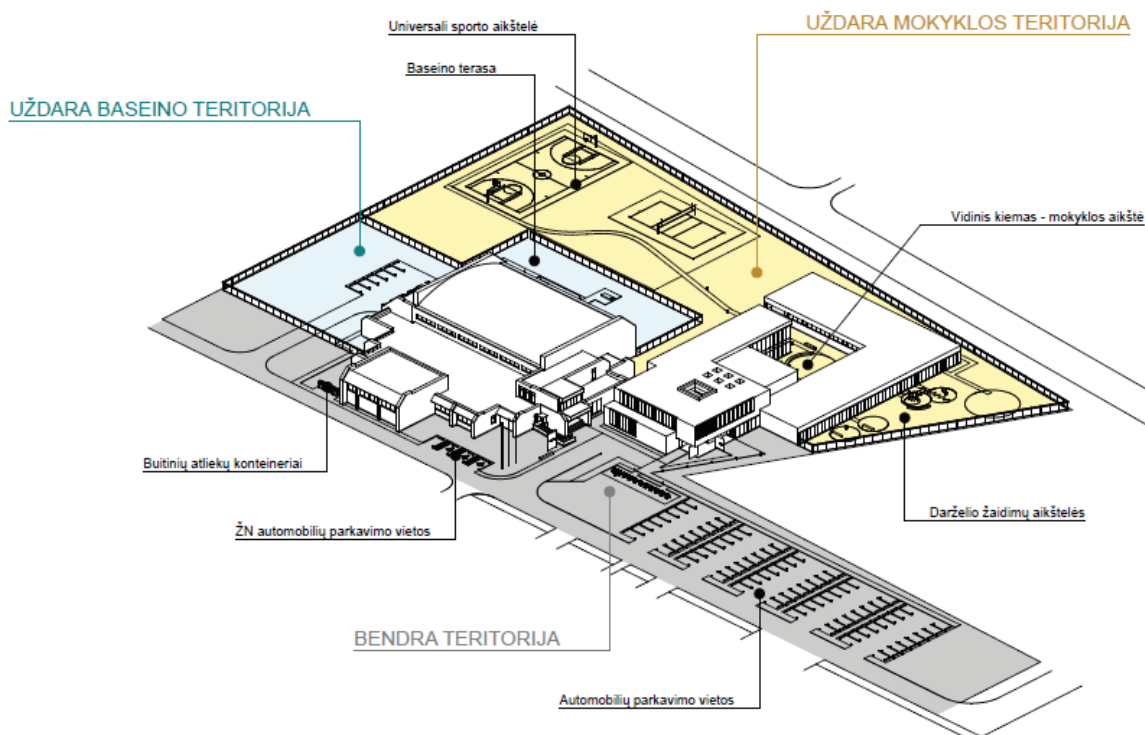 Universali sporto aikštelė
UŽDARA MOKYKLOS TERITORIJA
Baseino terasa
UŽDARA BASEINO TERITORIJA
Vidinis kiemas - mokyklos aikštė
Buitinių atliekų konteineriai
Darželio žaidimų aikštelės
ŽN automobilių parkavimo vietos
BENDRA TERITORIJA
Automobilių parkavimo vietos